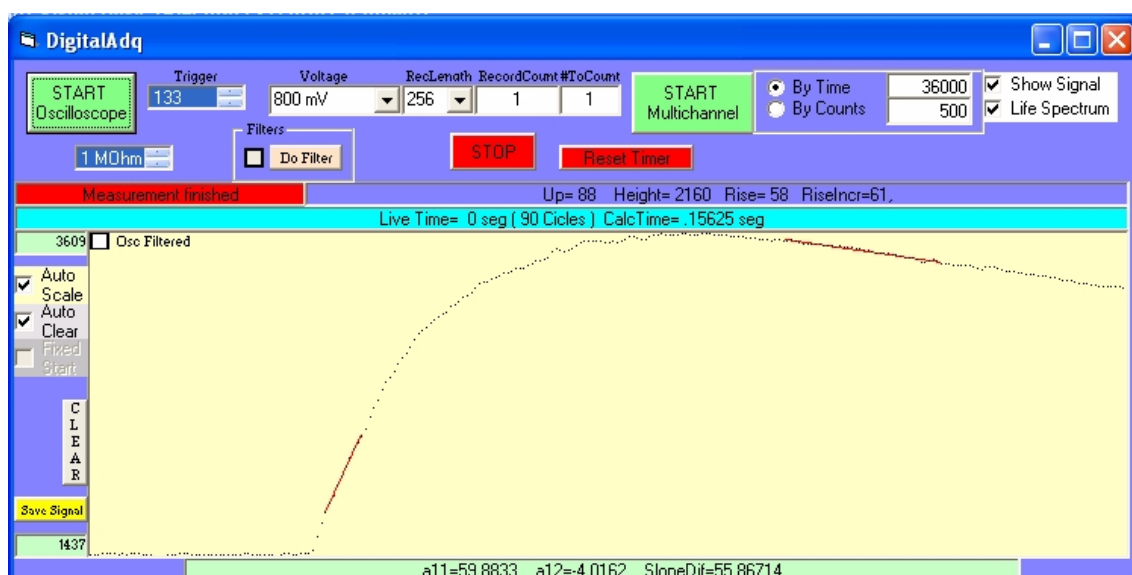 DigitalAdq
START Oscilloscope
Trigger
133
Voltage
800 mV
RecLength
256
RecordCount
1
#ToCount
1
START Multichannel
By Time
36000
By Counts
500
Show Signal
Life Spectrum
1 MOhm
Filters
Do Filter
STOP
Reset Timer
Measurement finished
Up= 88 Height= 2160 Rise= 58 RiseIncr=61,
Live Time= 0 seg ( 90 Cicles ) CalcTime= .15625 seg
3609
Osc Filtered
Auto
Scale
Auto
Clear
Fixed
Start
CLEAR
Save Signal
1437
a11=59.8833 a12=-4.0162 SlopeDif=55.86714